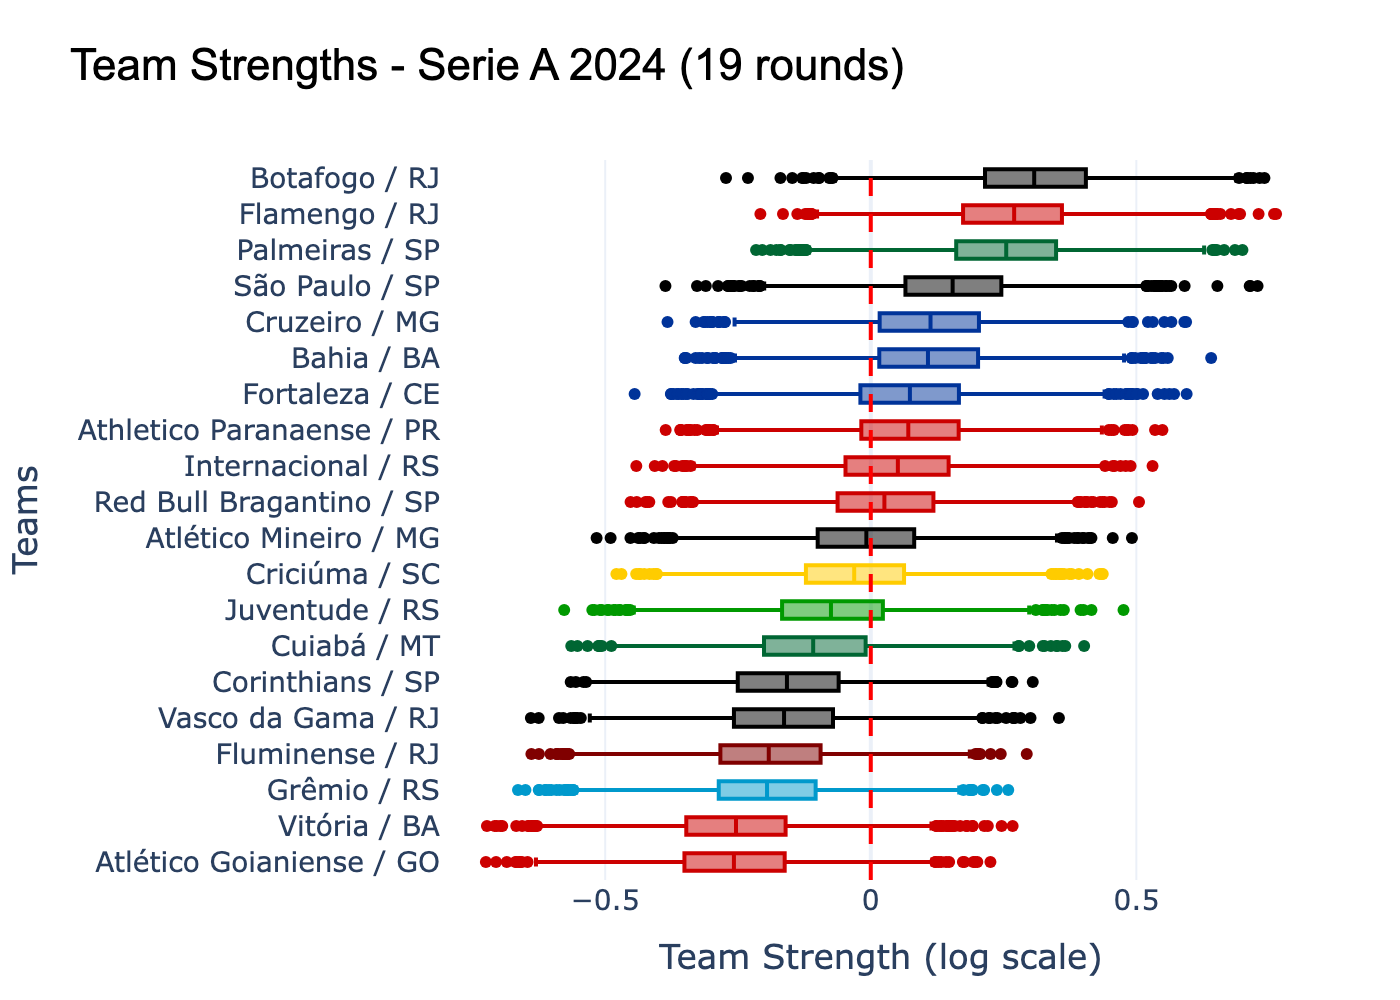 Team Strengths - Serie A 2024 (19 rounds)
Botafogo / RJ
Flamengo / RJ
Palmeiras / SP
São Paulo / SP
Cruzeiro / MG
Bahia / BA
Fortaleza / CE
Athletico Paranaense / PR
Internacional / RS
Red Bull Bragantino / SP
Atlético Mineiro / MG
Criciúma / SC
Juventude / RS
Cuiabá / MT
Corinthians / SP
Vasco da Gama / RJ
Fluminense / RJ
Grêmio / RS
Vitória / BA
Atlético Goianiense / GO
Teams
−0.5 0 0.5
Team Strength (log scale)